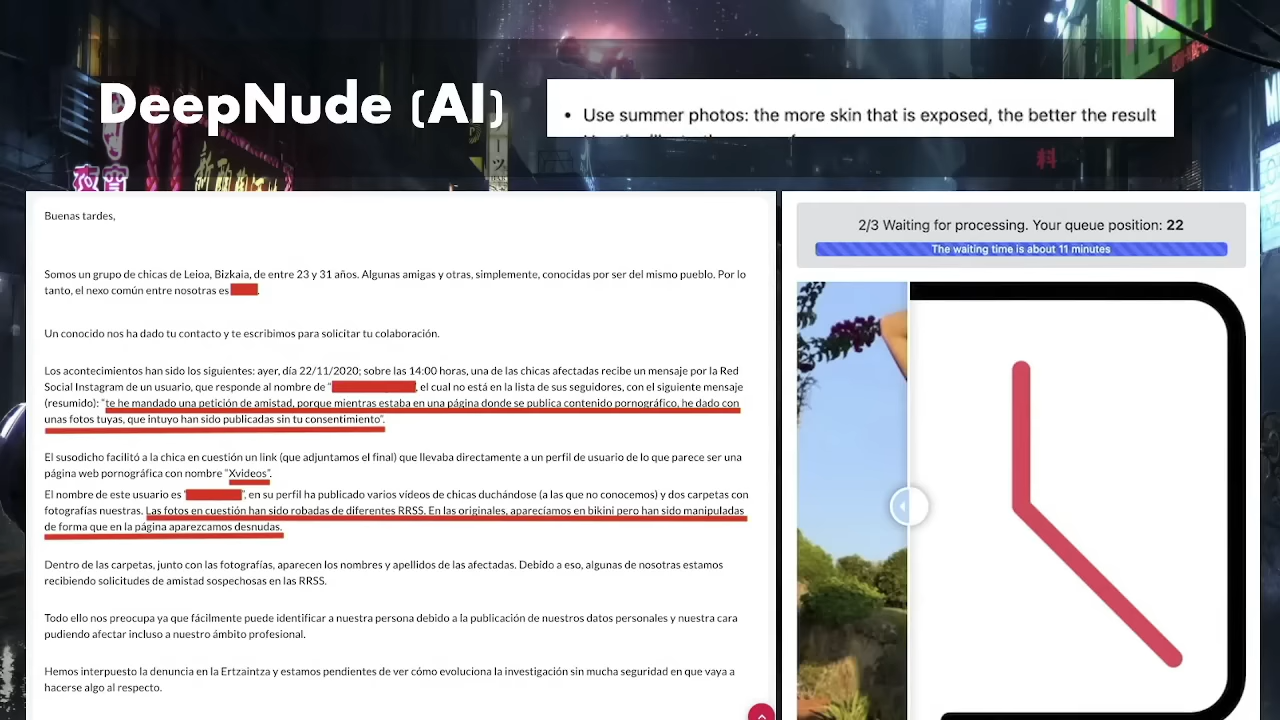 DeepNude (AI)
• Use summer photos: the more skin that is exposed, the better the result
Buenas tardes,
Somos un grupo de chicas de Leioa, Bizkaia, de entre 23 y 31 años. Algunas amigas y otras, simplemente, conocidas por ser del mismo pueblo. Por lo
tanto, el nexo común entre nosotras es .
Un conocido nos ha dado tu contacto y te escribimos para solicitar tu colaboración.
Los acontecimientos han sido los siguientes: ayer, día 22/11/2020; sobre las 14:00 horas, una de las chicas afectadas recibe un mensaje por la Red
Social Instagram de un usuario, que responde al nombre de " , el cual no está en la lista de sus seguidores, con el siguiente mensaje
(resumido): "te he mandado una petición de amistad, porque mientras estaba en una página donde se publica contenido pornográfico, he dado con
unas fotos tuyas, que intuyo han sido publicadas sin tu consentimiento".
El susodicho facilitó a la chica en cuestión un link (que adjuntamos el final) que llevaba directamente a un perfil de usuario de lo que parece ser una
página web pornográfica con nombre "Xvideos".
El nombre de este usuario es " ", en su perfil ha publicado varios vídeos de chicas duchándose (a las que no conocemos) y dos carpetas con
fotografías nuestras. Las fotos en cuestión han sido robadas de diferentes RRSS. En las originales, aparecíamos en bikini pero han sido manipuladas
de forma que en la página aparezcamos desnudas.
Dentro de las carpetas, junto con las fotografías, aparecen los nombres y apellidos de las afectadas. Debido a eso, algunas de nosotras estamos
recibiendo solicitudes de amistad sospechosas en las RRSS.
Todo ello nos preocupa ya que fácilmente puede identificar a nuestra persona debido a la publicación de nuestros datos personales y nuestra cara
pudiendo afectar incluso a nuestro ámbito profesional.
Hemos interpuesto la denuncia en la Ertzaintza y estamos pendientes de ver cómo evoluciona la investigación sin mucha seguridad en que vaya a
hacerse algo al respecto.
2/3 Waiting for processing. Your queue position: 22
The waiting time is about 11 minutes